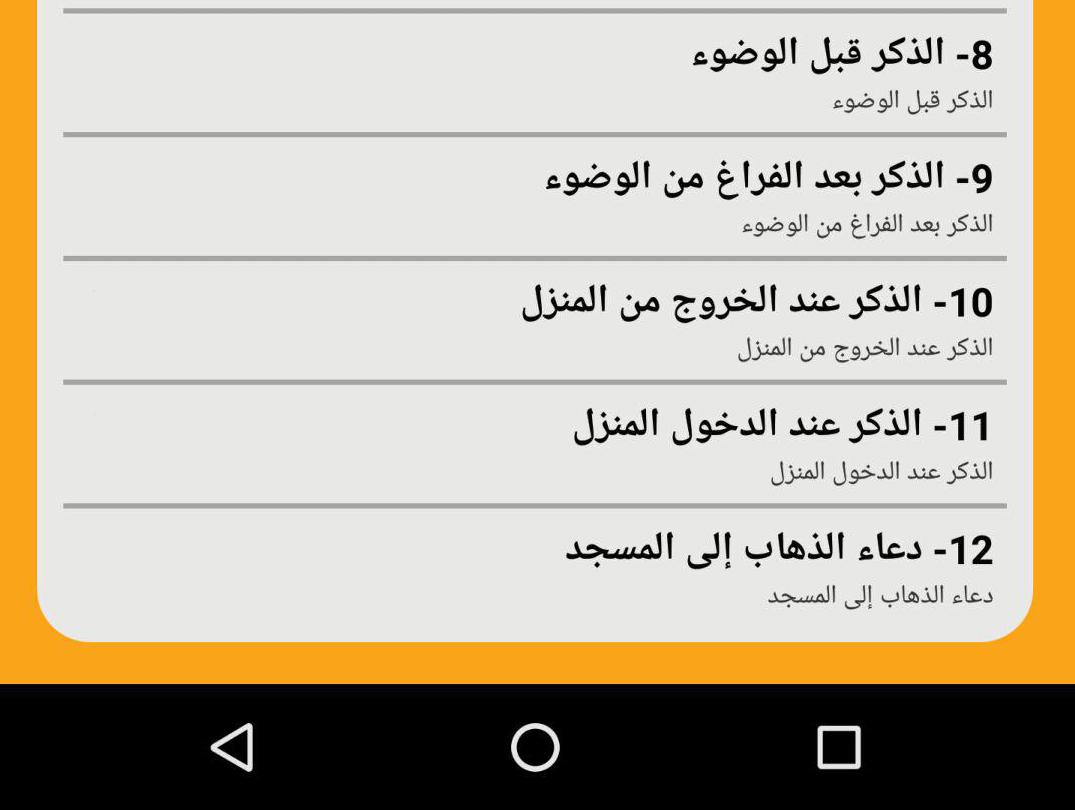 8- الذكر قبل الوضوء
الذكر قبل الوضوء
9- الذكر بعد الفراغ من الوضوء
الذكر بعد الفراغ من الوضوء
10- الذكر عند الخروج من المنزل
الذكر عند الخروج من المنزل
11- الذكر عند الدخول المنزل
الذكر عند الدخول المنزل
12- دعاء الذهاب إلى المسجد
دعاء الذهاب إلى المسجد